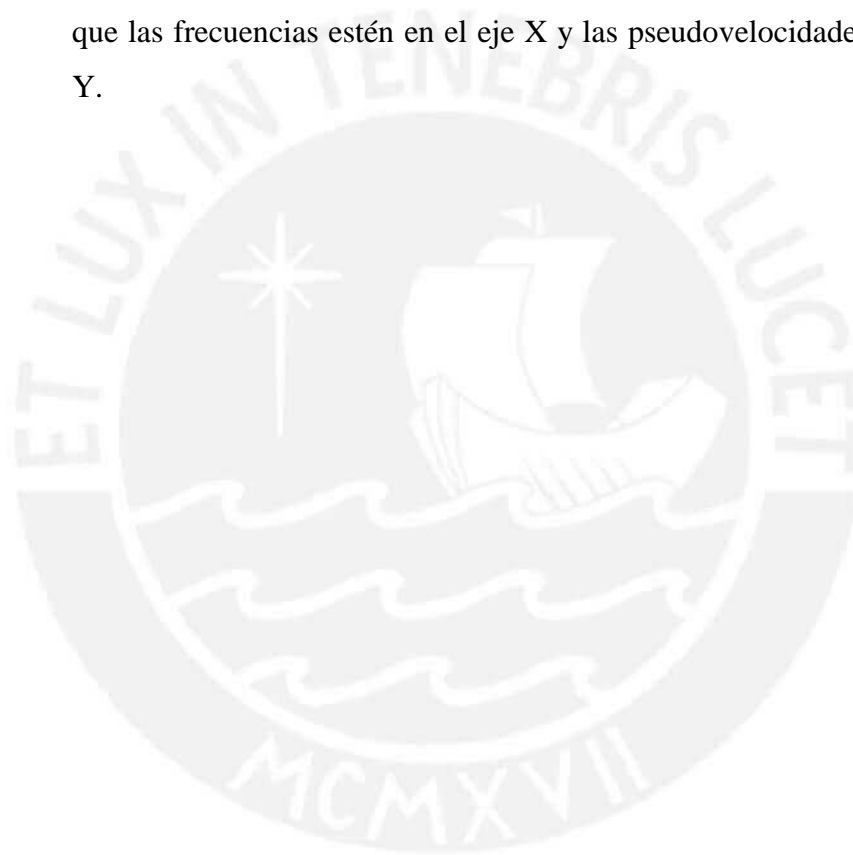 que las frecuencias estén en el eje X y las pseudovelocidade
Y.
ET LUX IN TENEBRIS LUCET
MCMXVII